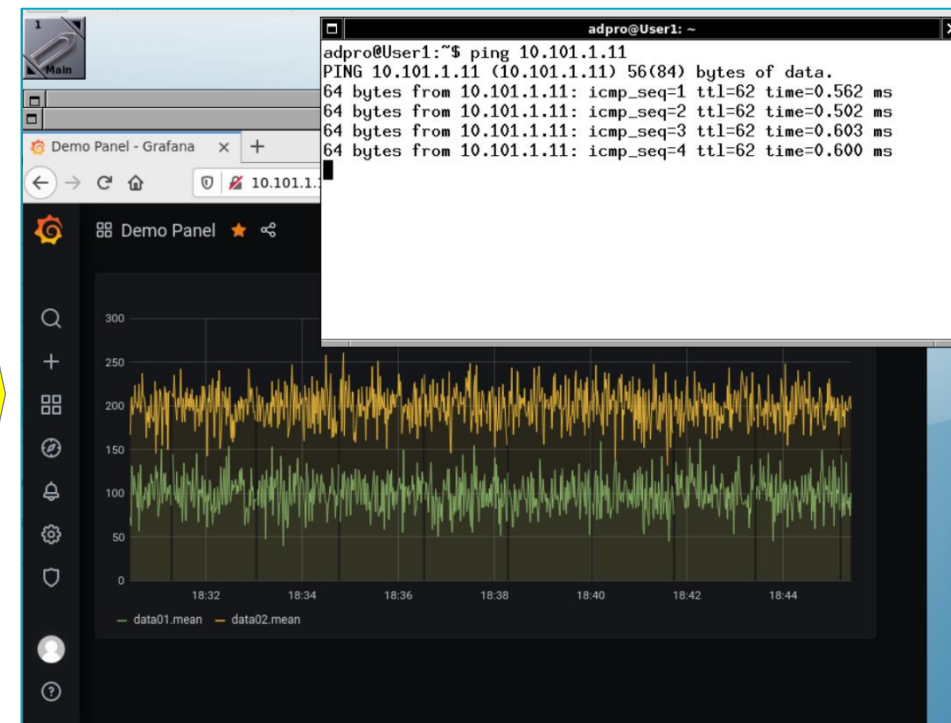 1
Main
adpro@User1: ~
adpro@User1:~$ ping 10.101.1.11
PING 10.101.1.11 (10.101.1.11) 56(84) bytes of data.
64 bytes from 10.101.1.11: icmp_seq=1 ttl=62 time=0.562 ms
64 bytes from 10.101.1.11: icmp_seq=2 ttl=62 time=0.502 ms
64 bytes from 10.101.1.11: icmp_seq=3 ttl=62 time=0.603 ms
64 bytes from 10.101.1.11: icmp_seq=4 ttl=62 time=0.600 ms
Demo Panel - Grafana
10.101.1.
Demo Panel
300
250
200
150
100
50
0
18:32 18:34 18:36 18:38 18:40 18:42 18:44
data01.mean data02.mean